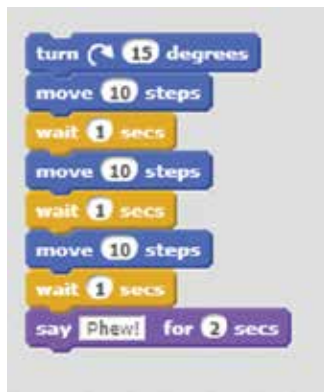 turn ↻ 15 degrees
move 10 steps
wait 1 secs
move 10 steps
wait 1 secs
move 10 steps
wait 1 secs
say Phew! for 2 secs